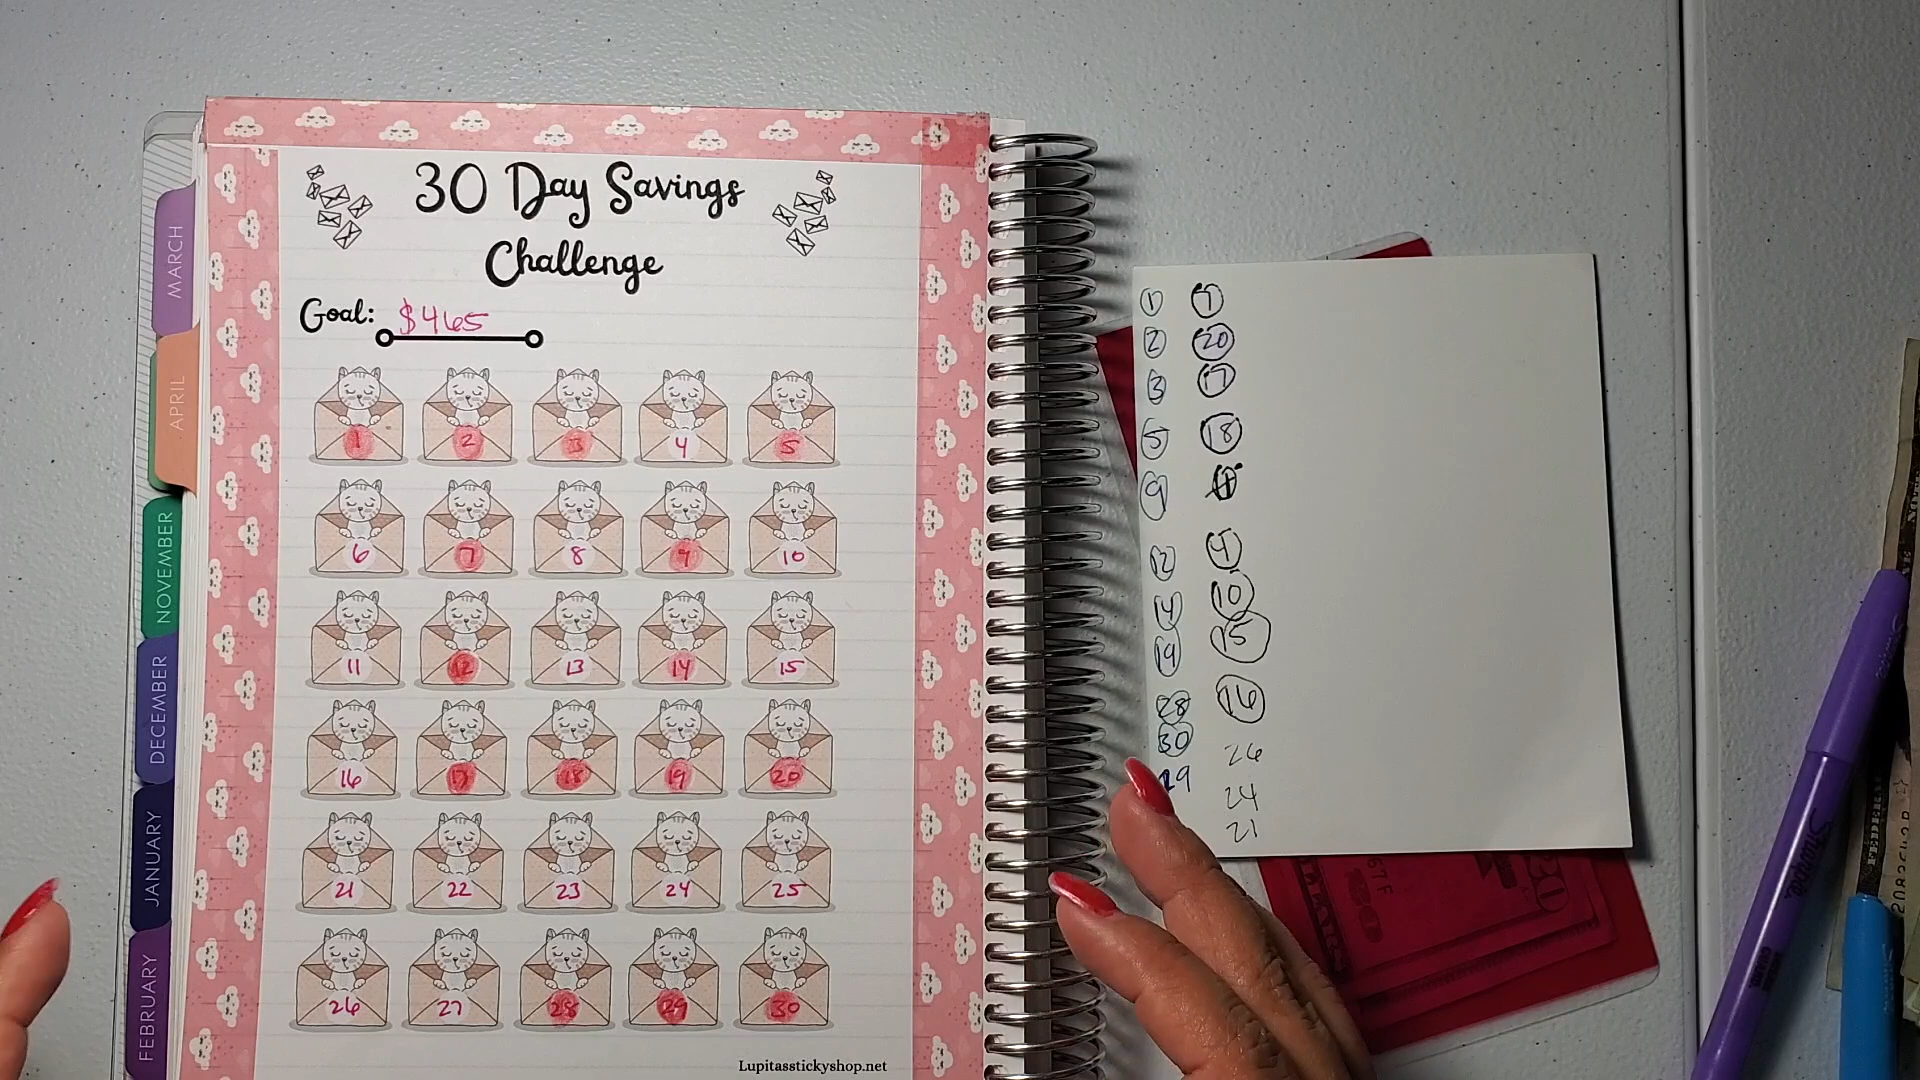 30 Day Savings
Challenge
Goal: $465
1 2 3 4 5
6 7 8 9 10
11 12 13 14 15
16 17 18 19 20
21 22 23 24 25
26 27 28 29 30
Lupitasstickyshop.net
MARCH
APRIL
NOVEMBER
DECEMBER
JANUARY
FEBRUARY
1 7
2 20
3 17
5 18
9
12 4
14 10
19 15
28 16
30 26
29 24
21